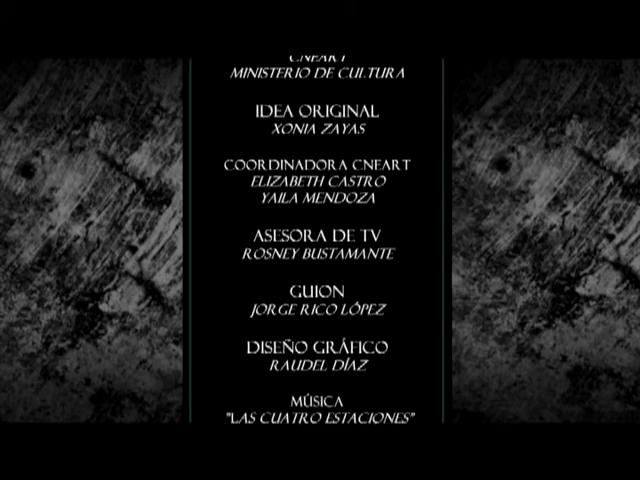 CNEART
MINISTERIO DE CULTURA
IDEA ORIGINAL
XONIA ZAYAS
COORDINADORA CNEART
ELIZABETH CASTRO
YAILA MENDOZA
ASESORA DE TV
ROSNEY BUSTAMANTE
GUION
JORGE RICO LÓPEZ
DISEÑO GRÁFICO
RAUDEL DÍAZ
MÚSICA
"LAS CUATRO ESTACIONES"